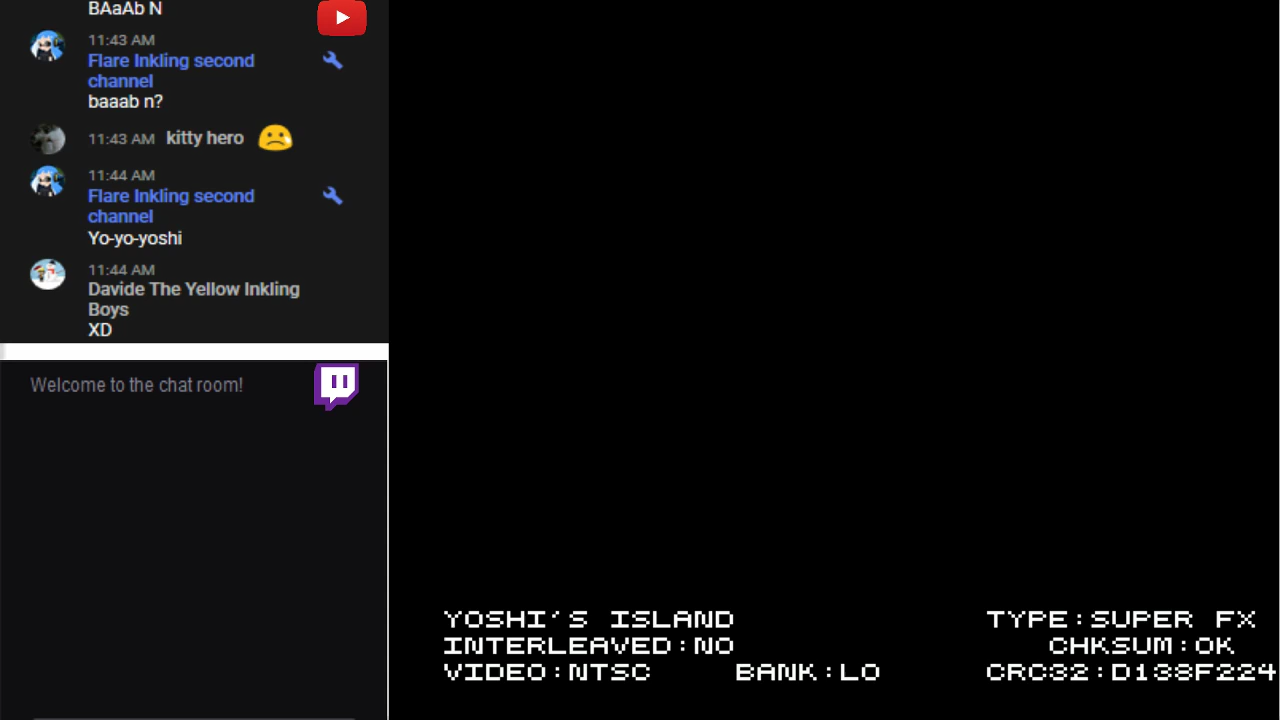 BAaAb N
11:43 AM
Flare Inkling second
channel
baaab n?
11:43 AM kitty hero
11:44 AM
Flare Inkling second
channel
Yo-yo-yoshi
11:44 AM
Davide The Yellow Inkling
Boys
XD
Welcome to the chat room!
YOSHI'S ISLAND TYPE:SUPER FX
INTERLEAVED:NO CHKSUM:OK
VIDEO:NTSC BANK:LO CRC32:D138F224